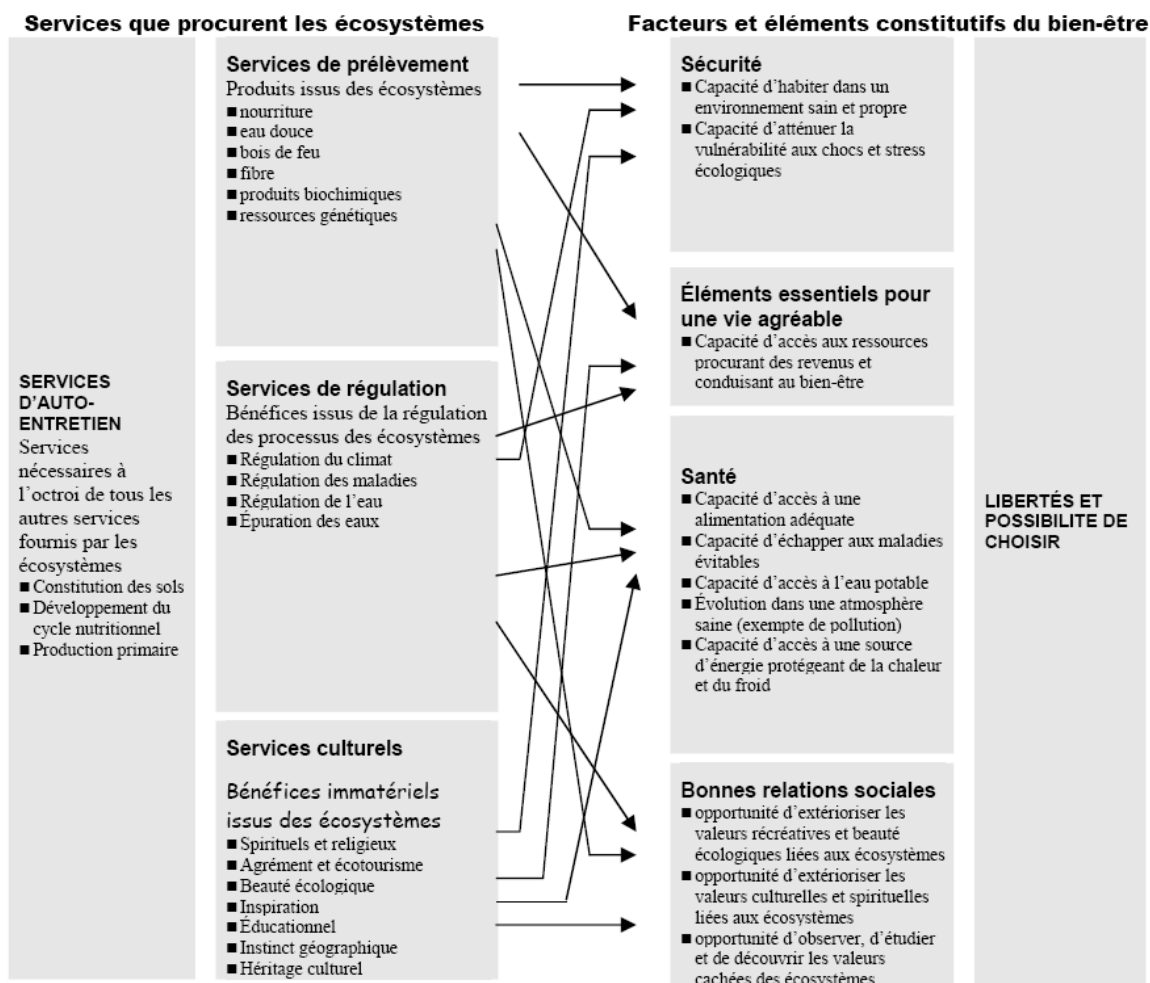 Services que procurent les écosystèmes
Facteurs et éléments constitutifs du bien-être
SERVICES
D'AUTO-
ENTRETIEN
Services
nécessaires à
l'octroi de tous les
autres services
fournis par les
écosystèmes
■ Constitution des sols
■ Développement du
cycle nutritionnel
■ Production primaire
Services de prélèvement
Produits issus des écosystèmes
■ nourriture
■ eau douce
■ bois de feu
■ fibre
■ produits biochimiques
■ ressources génétiques
Services de régulation
Bénéfices issus de la régulation
des processus des écosystèmes
■ Régulation du climat
■ Régulation des maladies
■ Régulation de l'eau
■ Épuration des eaux
Services culturels
Bénéfices immatériels
issus des écosystèmes
■ Spirituels et religieux
■ Agrément et écotourisme
■ Beauté écologique
■ Inspiration
■ Éducationnel
■ Instinct géographique
■ Héritage culturel
Sécurité
■ Capacité d'habiter dans un
environnement sain et propre
■ Capacité d'atténuer la
vulnérabilité aux chocs et stress
écologiques
Éléments essentiels pour
une vie agréable
■ Capacité d'accès aux ressources
procurant des revenus et
conduisant au bien-être
Santé
■ Capacité d'accès à une
alimentation adéquate
■ Capacité d'échapper aux maladies
évitables
■ Capacité d'accès à l'eau potable
■ Évolution dans une atmosphère
saine (exempte de pollution)
■ Capacité d'accès à une source
d'énergie protégeant de la chaleur
et du froid
Bonnes relations sociales
■ opportunité d'extérioriser les
valeurs récréatives et beauté
écologiques liées aux écosystèmes
■ opportunité d'extérioriser les
valeurs culturelles et spirituelles
liées aux écosystèmes
■ opportunité d'observer, d'étudier
et de découvrir les valeurs
cachées des écosystèmes
LIBERTÉS ET
POSSIBILITE DE
CHOISIR